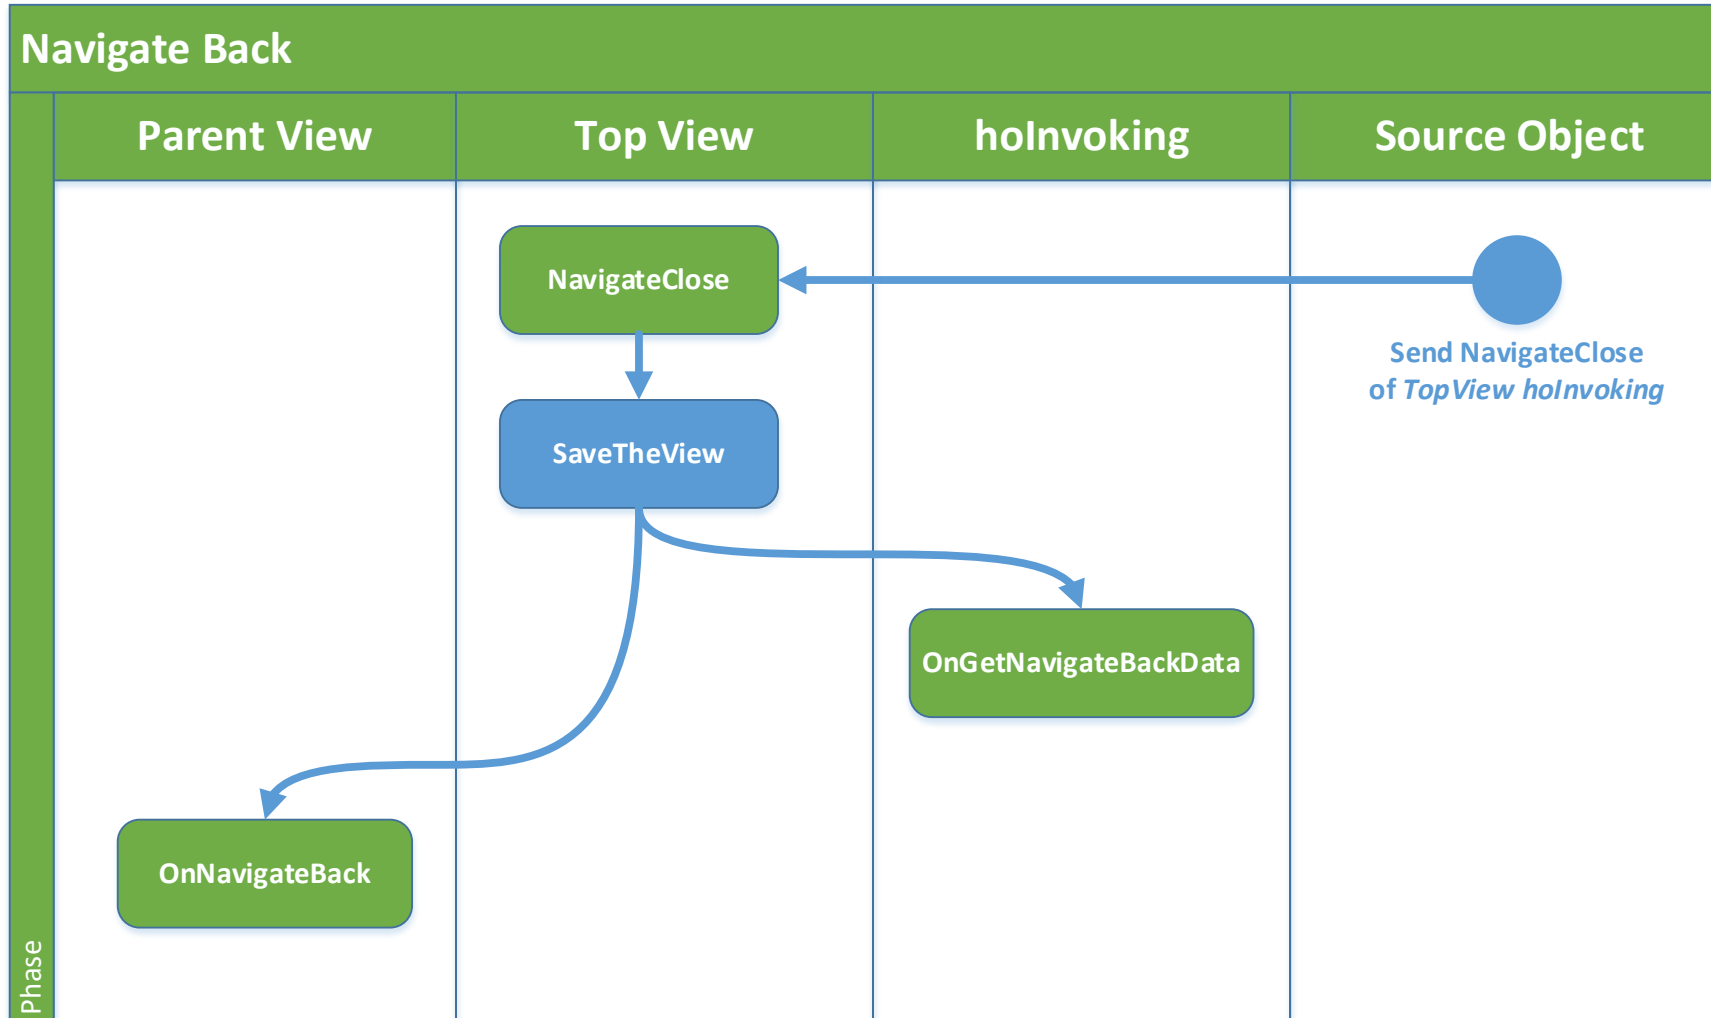 Navigate Back
Parent View
Top View
hoInvoking
Source Object
NavigateClose
Send NavigateClose
of TopView hoInvoking
SaveTheView
OnGetNavigateBackData
OnNavigateBack
Phase